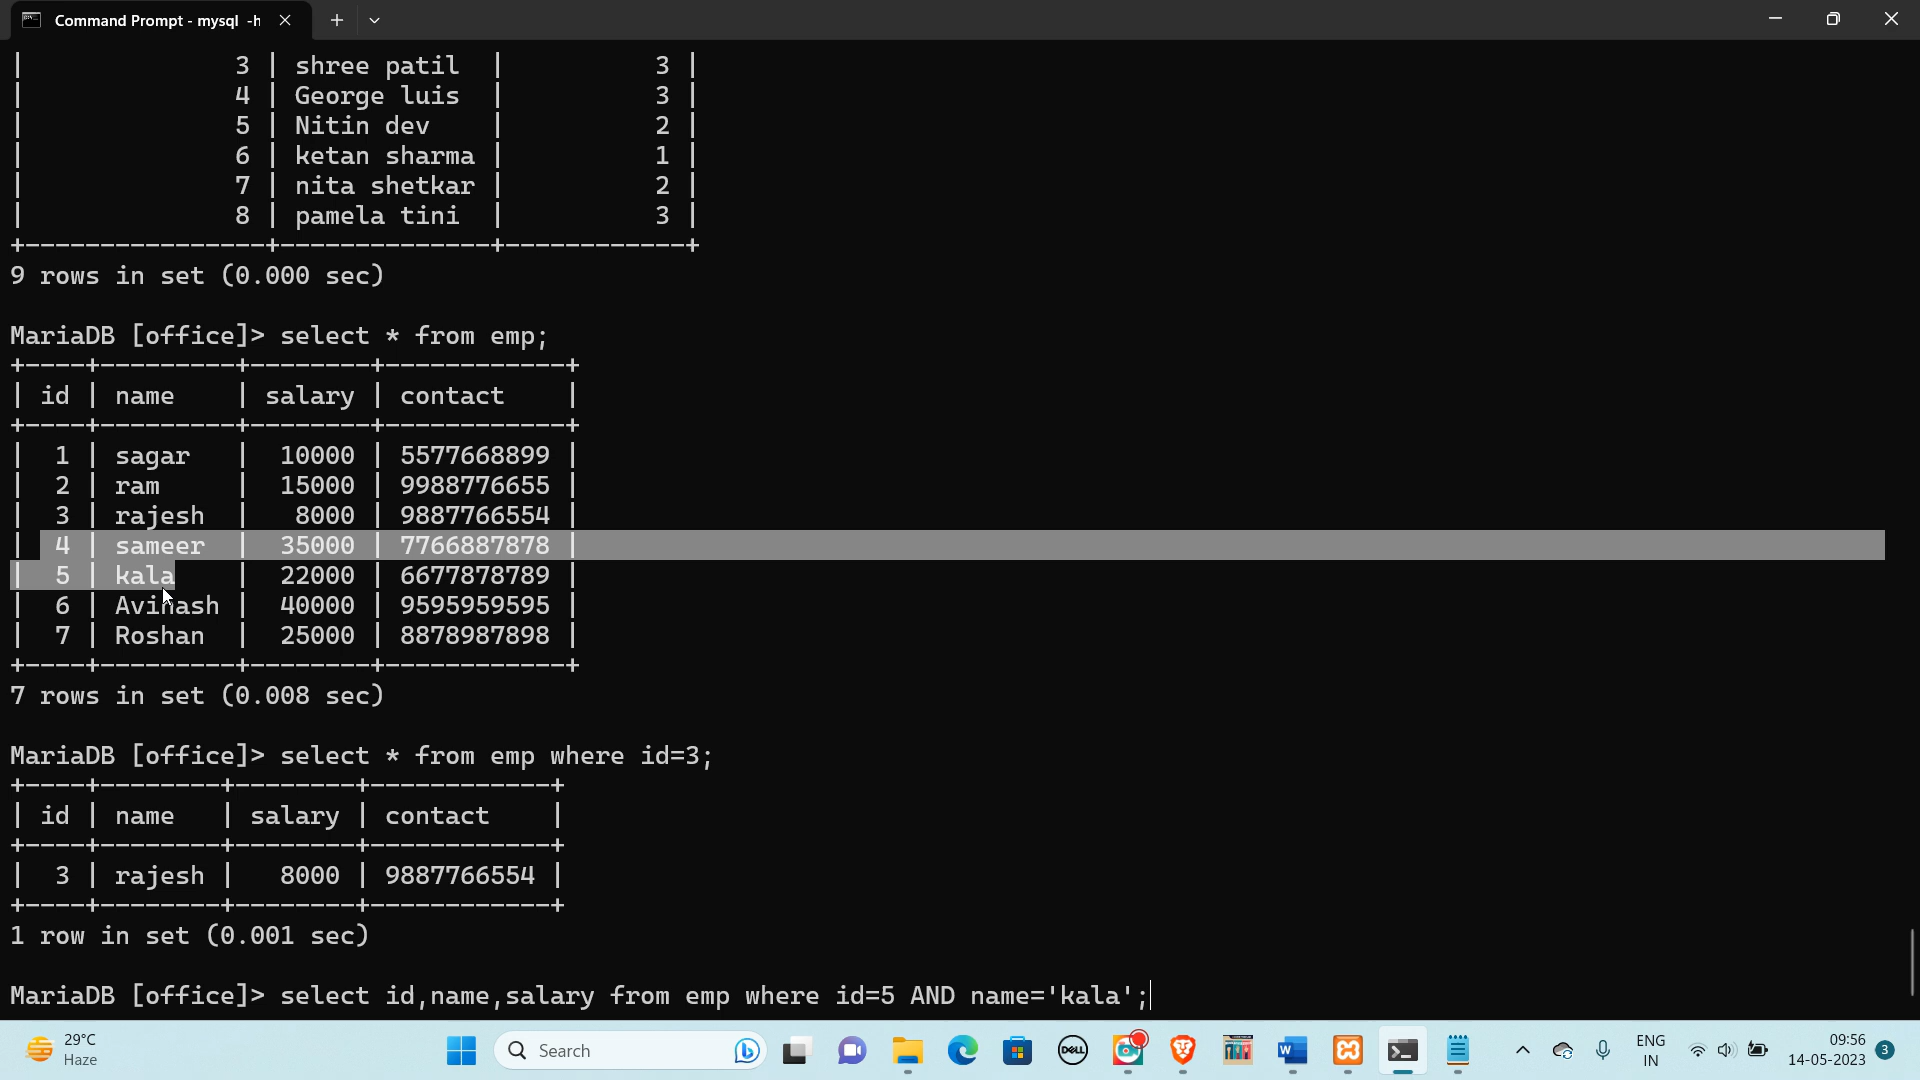 Command Prompt - mysql -h
| 3 | shree patil | 3 |
| 4 | George luis | 3 |
| 5 | Nitin dev | 2 |
| 6 | ketan sharma | 1 |
| 7 | nita shetkar | 2 |
| 8 | pamela tini | 3 |
+----------------+--------------+------------+
9 rows in set (0.000 sec)
MariaDB [office]> select * from emp;
+----+---------+--------+------------+
| id | name | salary | contact |
+----+---------+--------+------------+
| 1 | sagar | 10000 | 5577668899 |
| 2 | ram | 15000 | 9988776655 |
| 3 | rajesh | 8000 | 9887766554 |
| 4 | sameer | 35000 | 7766887878 |
| 5 | kala | 22000 | 6677878789 |
| 6 | Avinash | 40000 | 9595959595 |
| 7 | Roshan | 25000 | 8878987898 |
+----+---------+--------+------------+
7 rows in set (0.008 sec)
MariaDB [office]> select * from emp where id=3;
+----+--------+--------+------------+
| id | name | salary | contact |
+----+--------+--------+------------+
| 3 | rajesh | 8000 | 9887766554 |
+----+--------+--------+------------+
1 row in set (0.001 sec)
MariaDB [office]> select id,name,salary from emp where id=5 AND name='kala';
29°C
Haze
Search
DELL
ENG
IN
09:56
14-05-2023
3